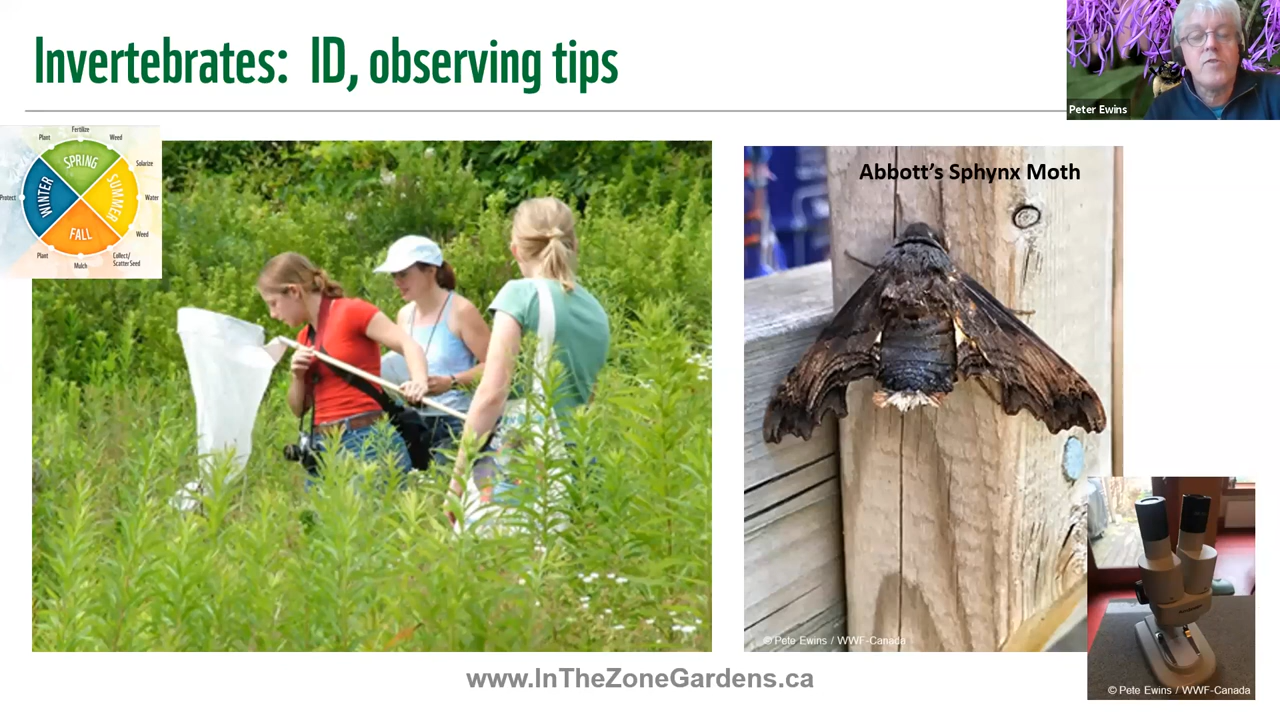 Invertebrates: ID, observing tips
Peter Ewins
Fertilize
Plant
Weed
SPRING
Solarize
Protect
WINTER
SUMMER
Water
FALL
Weed
Plant
Collect/
Scatter Seed
Mulch
Abbott's Sphynx Moth
© Pete Ewins / WWF-Canada
© Pete Ewins / WWF-Canada
www.InTheZoneGardens.ca